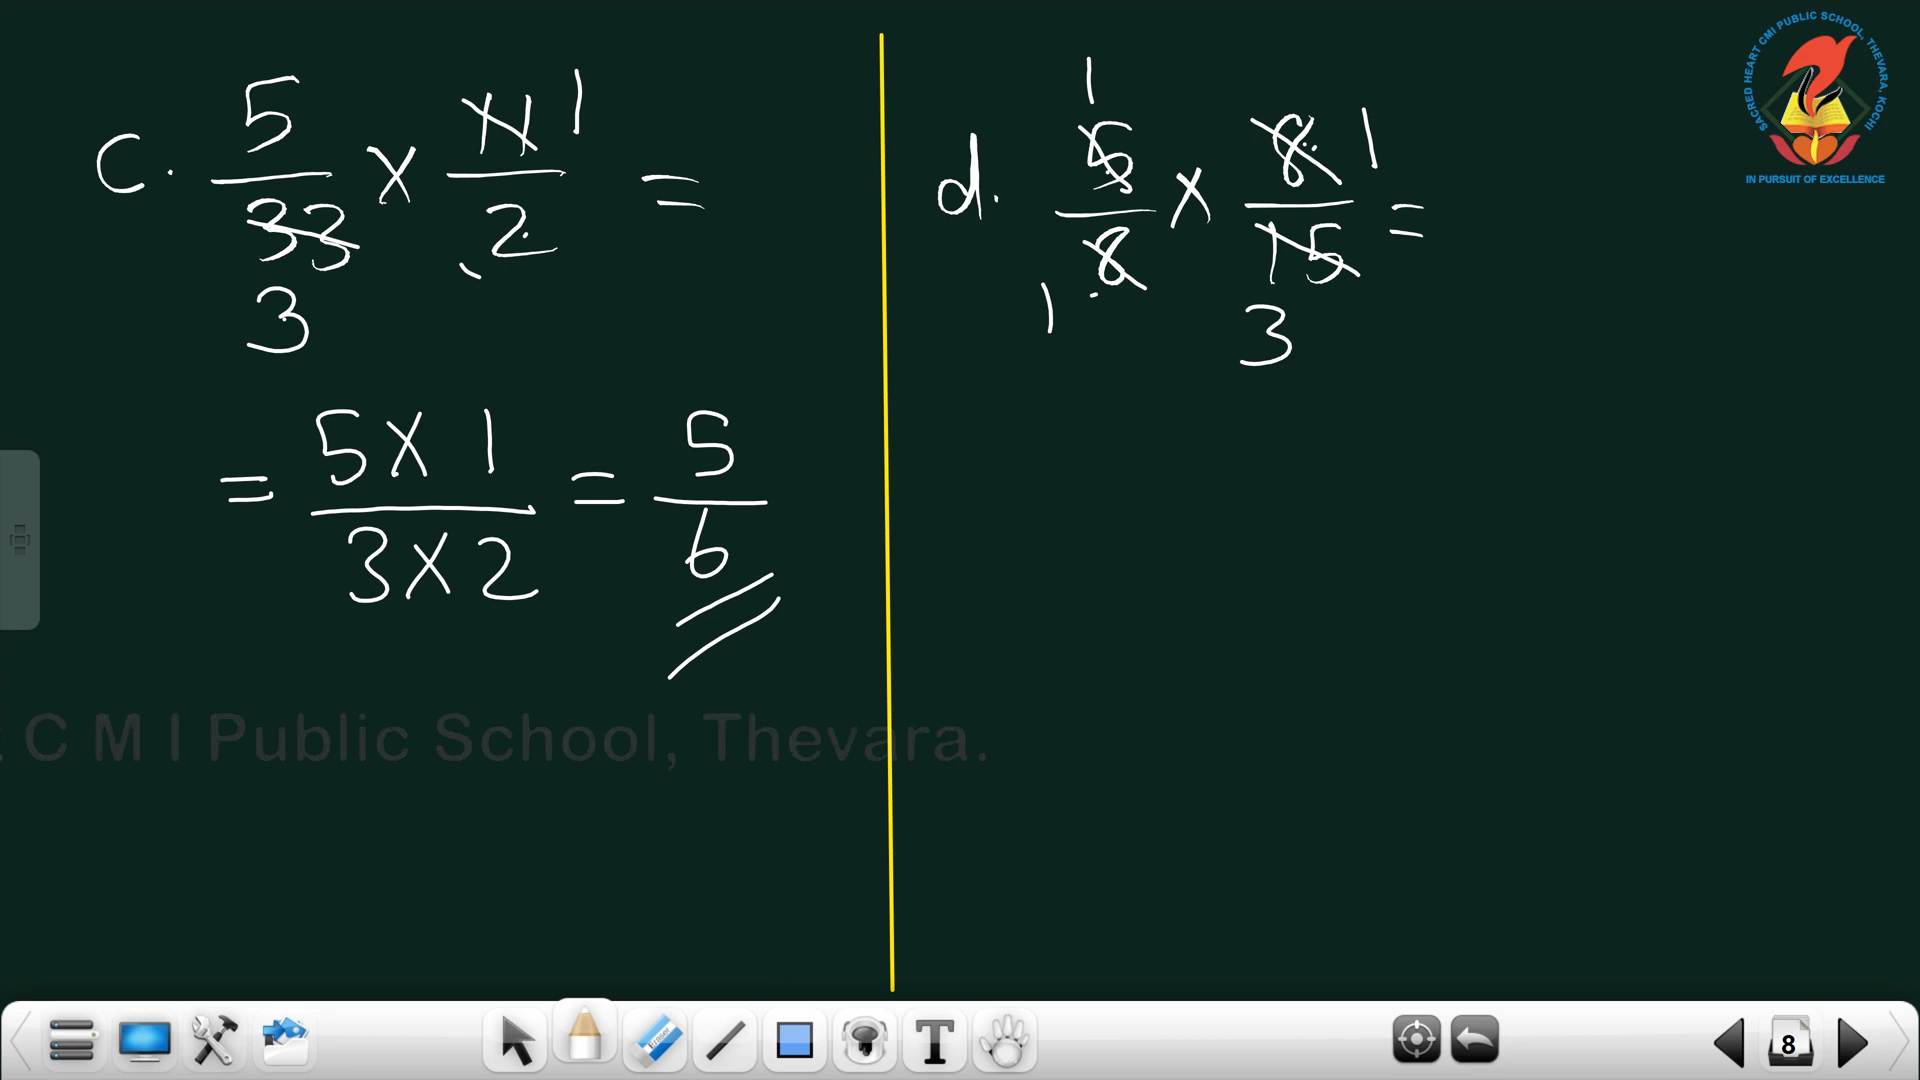 SACRED HEART CMI PUBLIC SCHOOL, THEVARA, KOCHI
IN PURSUIT OF EXCELLENCE
c. 5/33 × 11/2 =
1
3
= 5 × 1 / 3 × 2 = 5/6
1
d. 5/8 × 8/15 =
1
1
3
C M I Public School, Thevara.
8